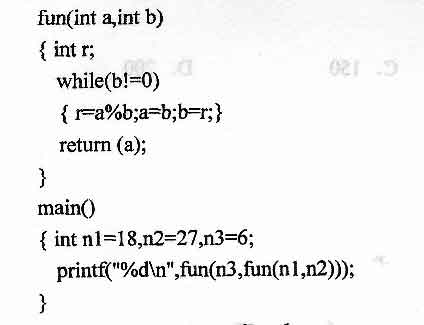 fun(int a,int b)
{ int r;
while(b!=0)
{ r=a%b;a=b;b=r;}
return (a);
}
main()
{ int n1=18,n2=27,n3=6;
printf("%d\n",fun(n3,fun(n1,n2)));
}